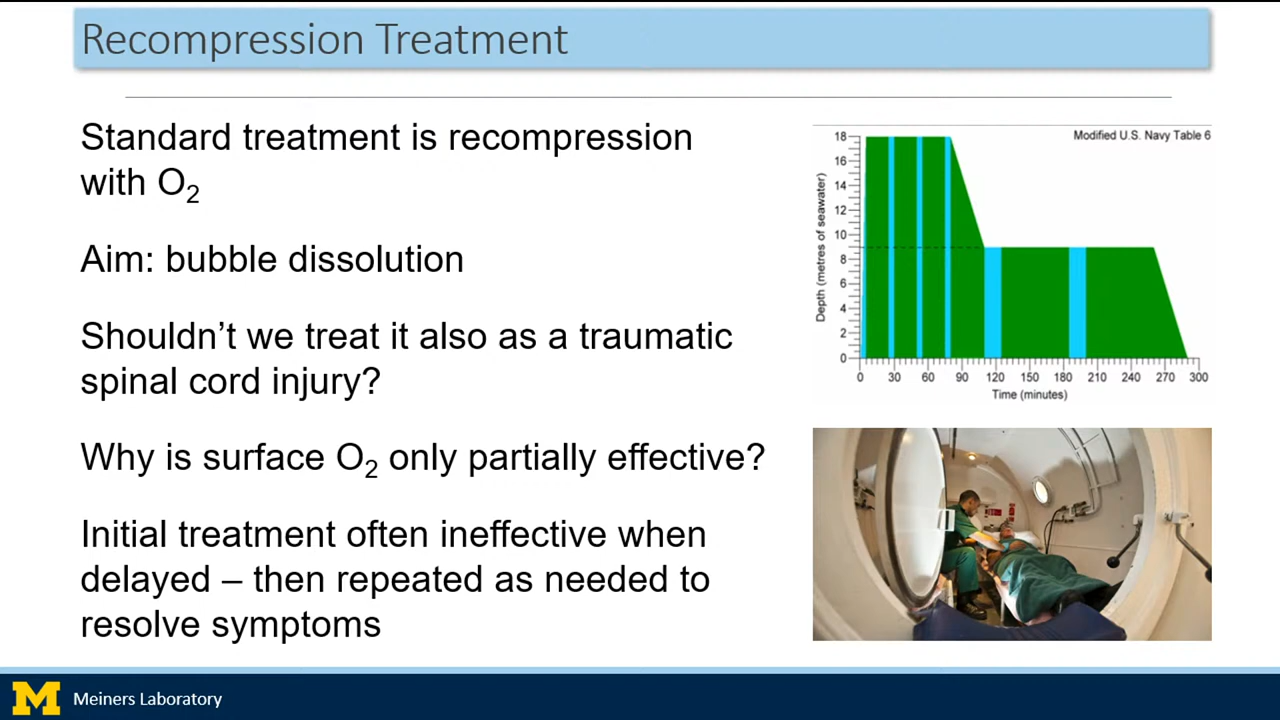 Recompression Treatment
Standard treatment is recompression
with O₂
Aim: bubble dissolution
Shouldn’t we treat it also as a traumatic
spinal cord injury?
Why is surface O₂ only partially effective?
Initial treatment often ineffective when
delayed – then repeated as needed to
resolve symptoms
Modified U.S. Navy Table 6
Depth (metres of seawater)
18
16
14
12
10
8
6
4
2
0
0 30 60 90 120 150 180 210 240 270 300
Time (minutes)
M Meiners Laboratory